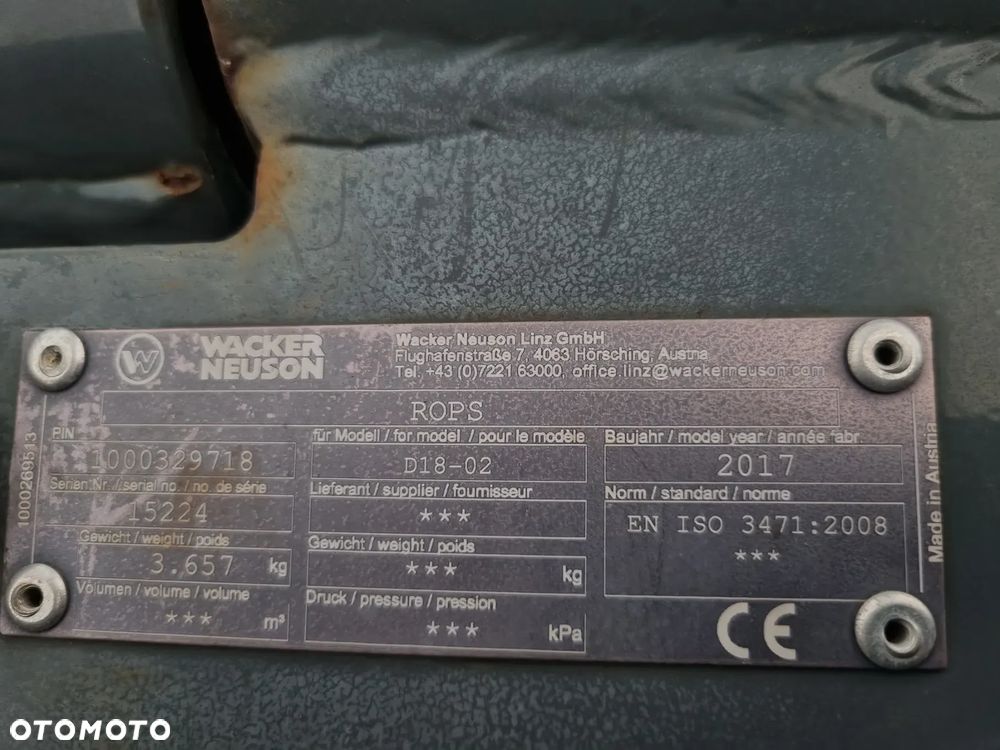 WACKER
NEUSON
Wacker Neuson Linz GmbH
Flughafenstraße 7, 4063 Hörsching, Austria
Tel. +43 (0)7221 63000, office.linz@wackerneuson.com
ROPS
PIN
1000329718
für Modell / for model / pour le modèle
D18-02
Baujahr / model year / année fabr
2017
Serien.Nr. / serial no. / no. de série
15224
Lieferant / supplier / fournisseur
***
Norm / standard / norme
EN ISO 3471:2008
***
Gewicht / weight / poids
3.657 kg
Gewicht / weight / poids
*** kg
Volumen / volume / volume
*** m³
Druck / pressure / pression
*** kPa
CE
1000269513
Made in Austria
OTOMOTO